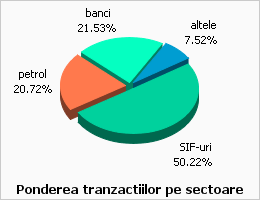 banci
21.53%
altele
7.52%
petrol
20.72%
SIF-uri
50.22%
Ponderea tranzactiilor pe sectoare